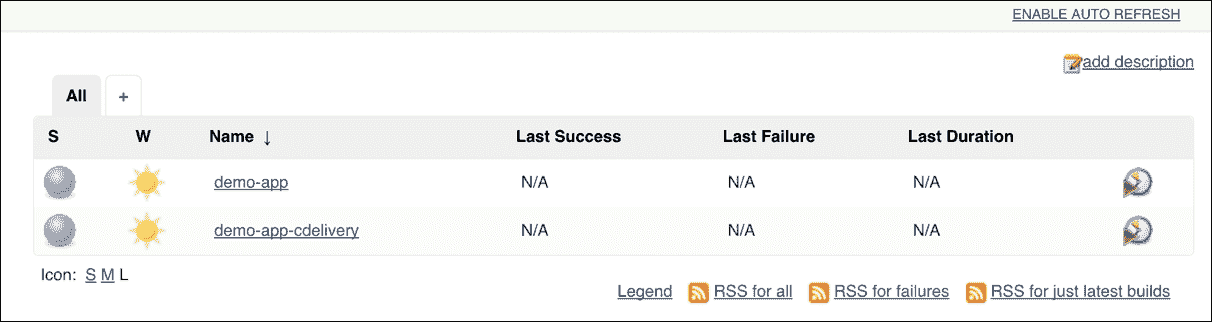 ENABLE AUTO REFRESH
add description
All +
S W Name ↓ Last Success Last Failure Last Duration
demo-app N/A N/A N/A
demo-app-cdelivery N/A N/A N/A
Icon: S M L
Legend RSS for all RSS for failures RSS for just latest builds